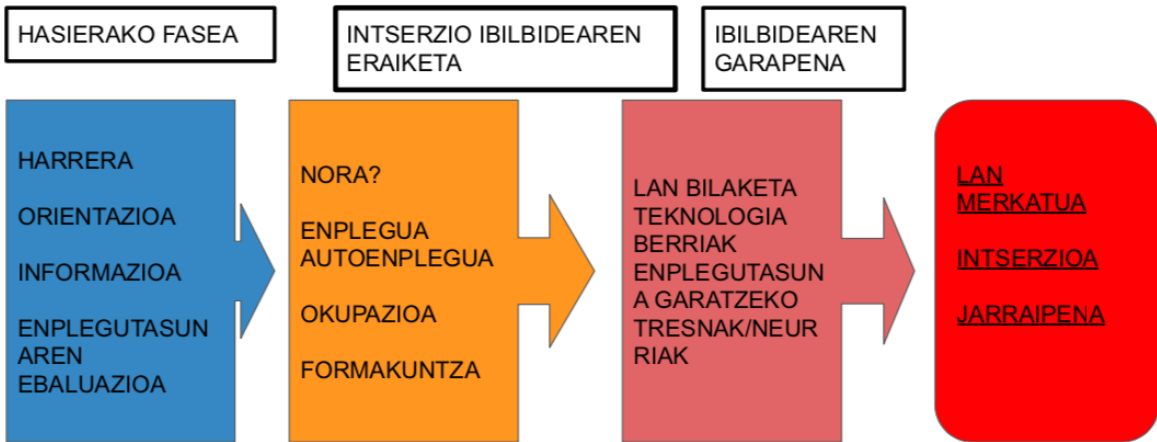 HASIERAKO FASEA
INTSERZIO IBILBIDEAREN
ERAIKETA
IBILBIDEAREN
GARAPENA
HARRERA
ORIENTAZIOA
INFORMAZIOA
ENPLEGUTASUN
AREN
EBALUAZIOA
NORA?
ENPLEGUA
AUTOENPLEGUA
OKUPAZIOA
FORMAKUNTZA
LAN BILAKETA
TEKNOLOGIA
BERRIAK
ENPLEGUTASUN
A GARATZEKO
TRESNAK/NEUR
RIAK
LAN
MERKATUA
INTSERZIOA
JARRAIPENA